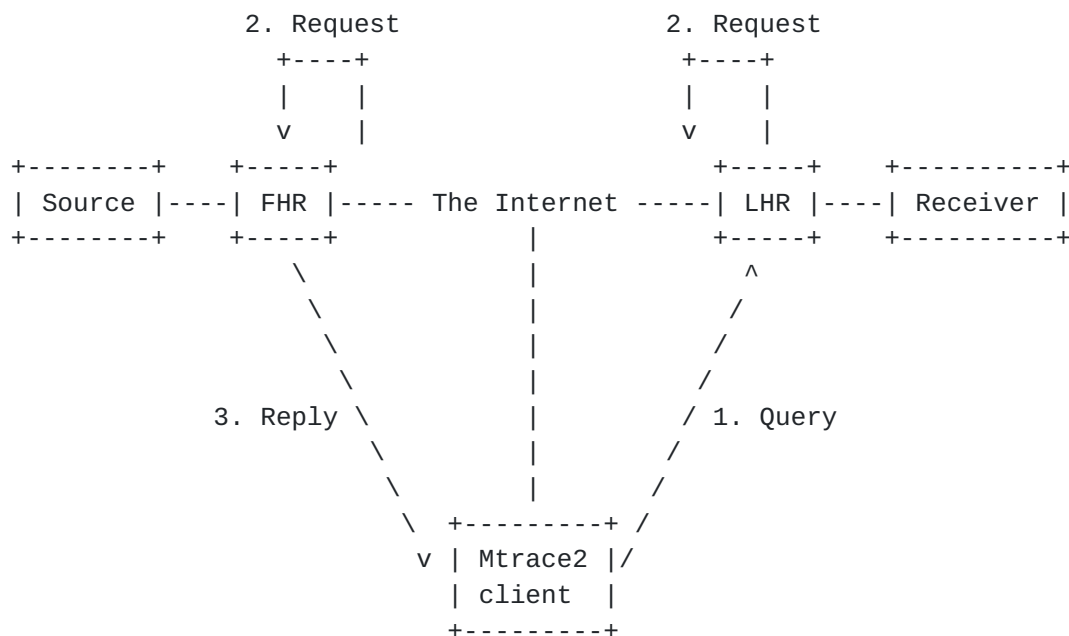 2. Request 2. Request
Source FHR The Internet LHR Receiver
3. Reply 1. Query
Mtrace2
client